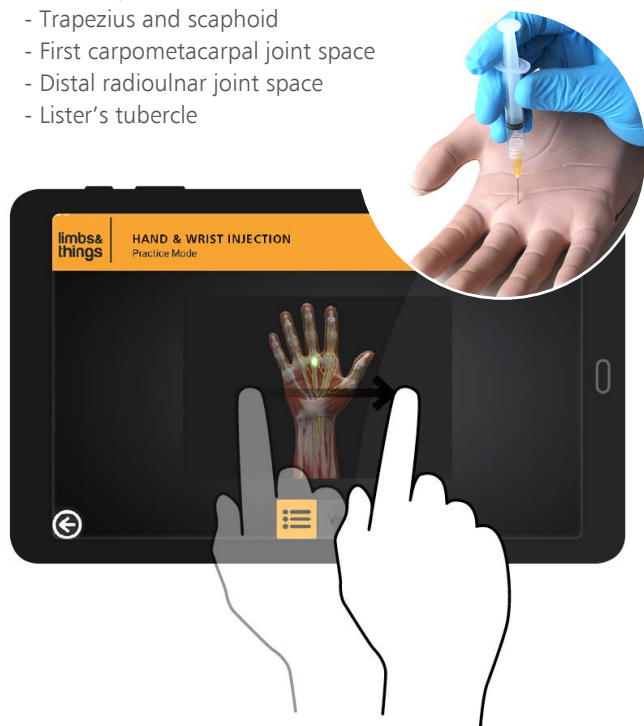 - Trapezius and scaphoid
- First carpometacarpal joint space
- Distal radioulnar joint space
- Lister's tubercle
limbs&
things
HAND & WRIST INJECTION
Practice Mode